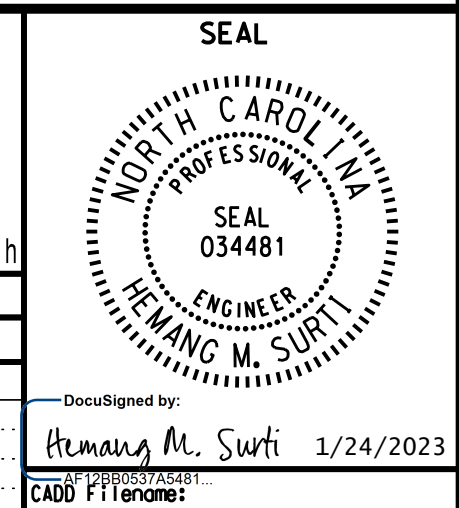 SEAL
NORTH CAROLINA
PROFESSIONAL
SEAL
034481
ENGINEER
HEMANG M. SURTI
h
DocuSigned by:
Hemang M. Surti 1/24/2023
AF12BB0537A5481...
CADD Filename: